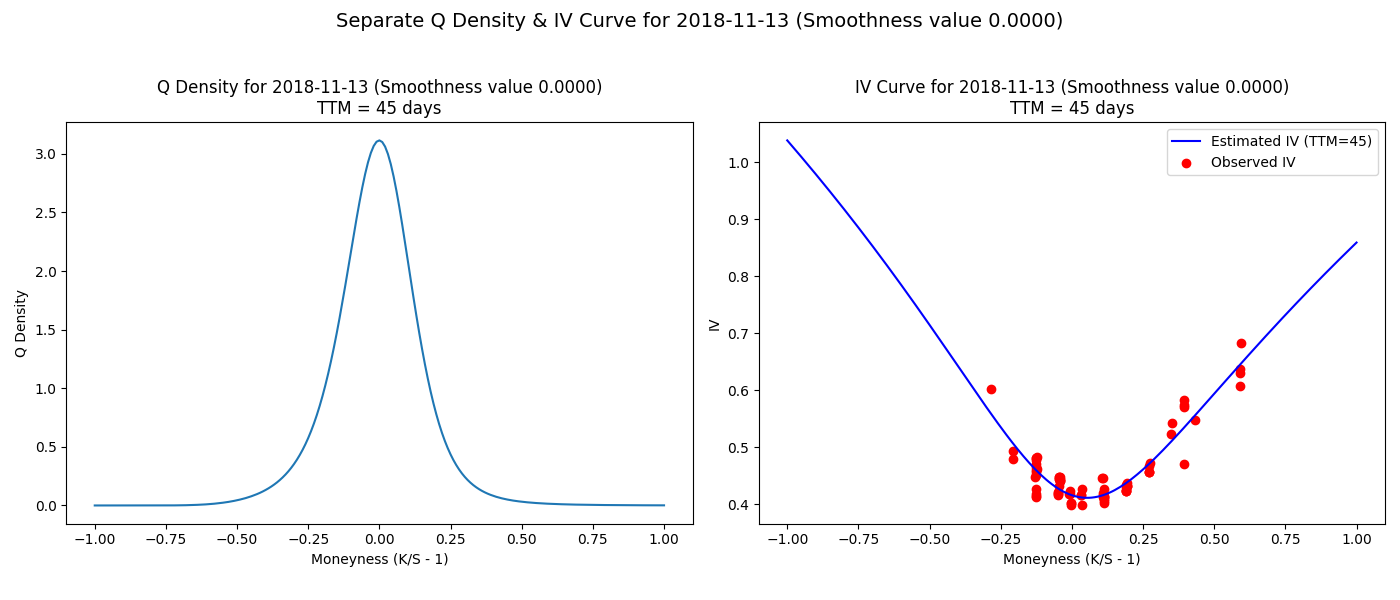 Separate Q Density & IV Curve for 2018-11-13 (Smoothness value 0.0000)
Q Density for 2018-11-13 (Smoothness value 0.0000)
TTM = 45 days
3.0
2.5
2.0
1.5
1.0
0.5
0.0
Q Density
−1.00 −0.75 −0.50 −0.25 0.00 0.25 0.50 0.75 1.00
Moneyness (K/S - 1)
IV Curve for 2018-11-13 (Smoothness value 0.0000)
TTM = 45 days
Estimated IV (TTM=45)
Observed IV
1.0
0.9
0.8
0.7
0.6
0.5
0.4
IV
−1.00 −0.75 −0.50 −0.25 0.00 0.25 0.50 0.75 1.00
Moneyness (K/S - 1)